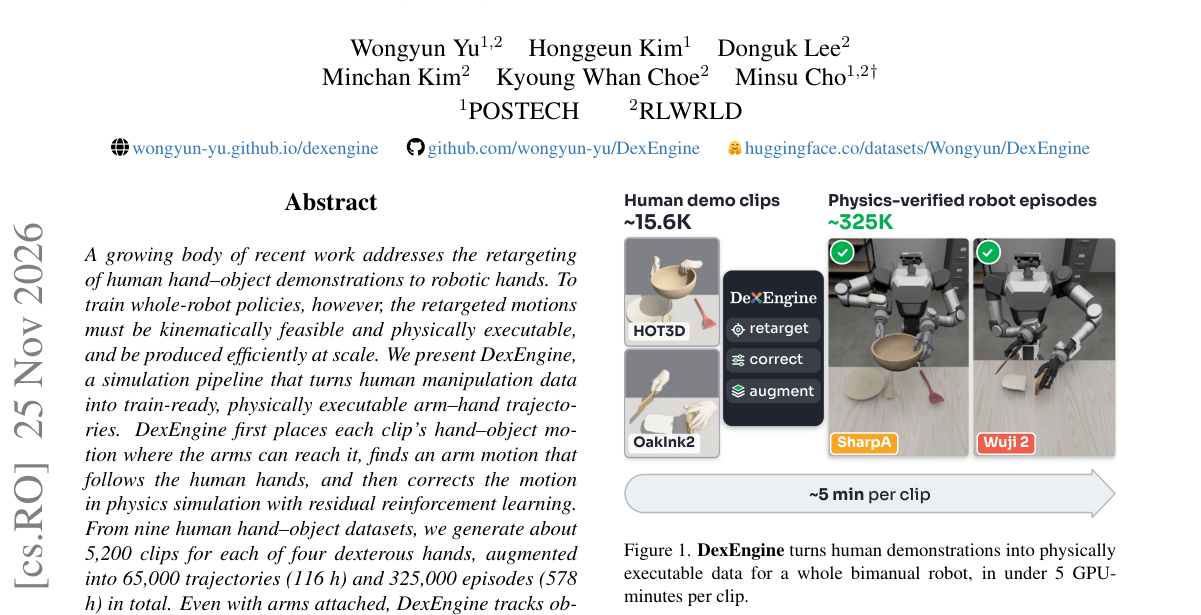 Wongyun Yu1,2 Honggeun Kim1 Donguk Lee2
Minchan Kim2 Kyoung Whan Choe2 Minsu Cho1,2†
1POSTECH 2RLWRLD
wongyun-yu.github.io/dexengine github.com/wongyun-yu/DexEngine huggingface.co/datasets/Wongyun/DexEngine
[cs.RO] 25 Nov 2026
Abstract
A growing body of recent work addresses the retargeting
of human hand–object demonstrations to robotic hands. To
train whole-robot policies, however, the retargeted motions
must be kinematically feasible and physically executable,
and be produced efficiently at scale. We present DexEngine,
a simulation pipeline that turns human manipulation data
into train-ready, physically executable arm–hand trajecto-
ries. DexEngine first places each clip's hand–object mo-
tion where the arms can reach it, finds an arm motion that
follows the human hands, and then corrects the motion
in physics simulation with residual reinforcement learning.
From nine human hand–object datasets, we generate about
5,200 clips for each of four dexterous hands, augmented
into 65,000 trajectories (116 h) and 325,000 episodes (578
h) in total. Even with arms attached, DexEngine tracks ob-
Human demo clips
~15.6K
Physics-verified robot episodes
~325K
HOT3D
OakInk2
DeXEngine
retarget
correct
augment
SharpA
Wuji 2
~5 min per clip
Figure 1. DexEngine turns human demonstrations into physically
executable data for a whole bimanual robot, in under 5 GPU-
minutes per clip.